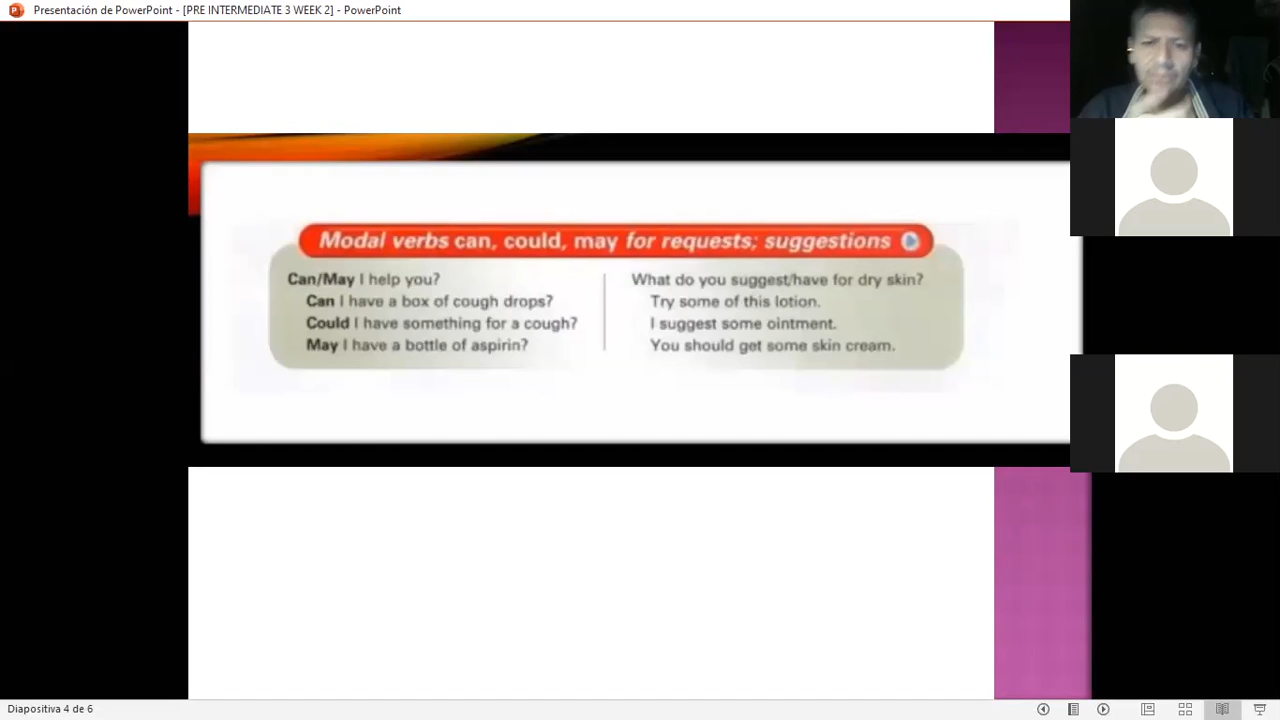 Presentación de PowerPoint - [PRE INTERMEDIATE 3 WEEK 2] - PowerPoint
Modal verbs can, could, may for requests; suggestions
Can/May I help you?
Can I have a box of cough drops?
Could I have something for a cough?
May I have a bottle of aspirin?
What do you suggest/have for dry skin?
Try some of this lotion.
I suggest some ointment.
You should get some skin cream.
Diapositiva 4 de 6